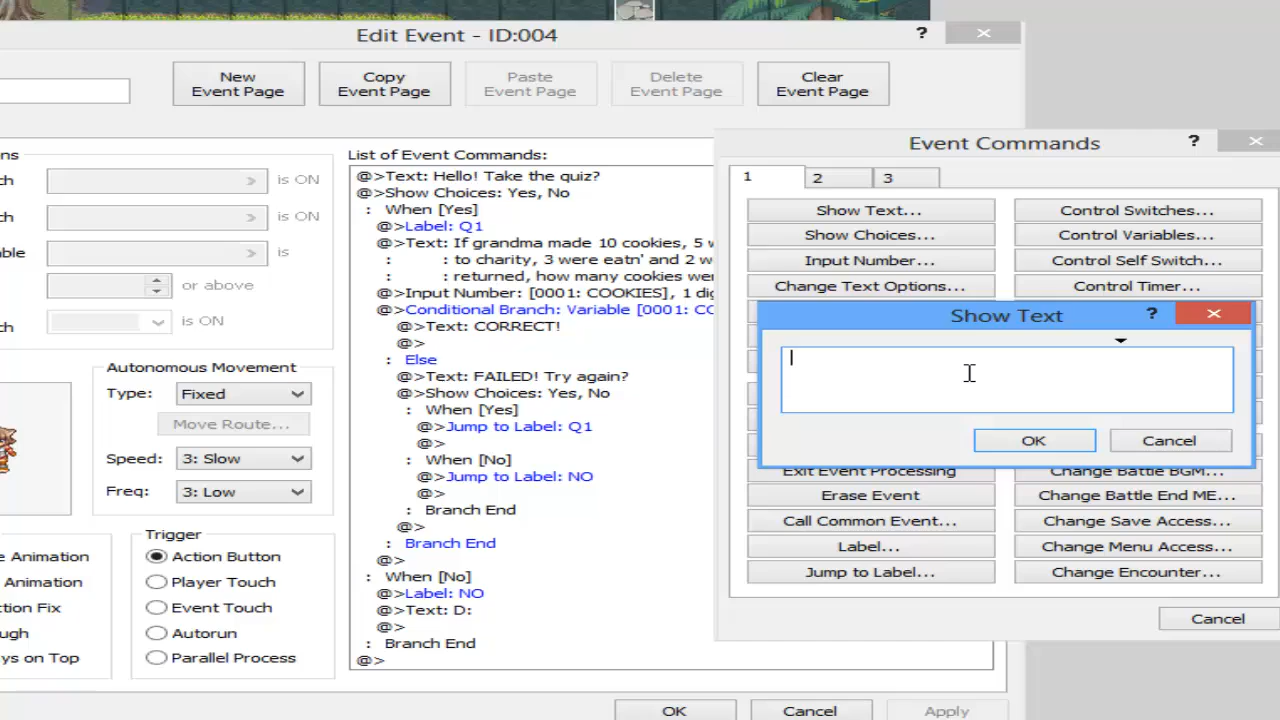 Edit Event - ID:004
?
New Event Page
Copy Event Page
Paste Event Page
Delete Event Page
Clear Event Page
is ON
is ON
is
or above
is ON
Autonomous Movement
Type: Fixed
Move Route...
Speed: 3: Slow
Freq: 3: Low
Animation
Animation
on Top
Trigger
Action Button
Player Touch
Event Touch
Autorun
Parallel Process
List of Event Commands:
@>Text: Hello! Take the quiz?
@>Show Choices: Yes, No
: When [Yes]
@>Label: Q1
@>Text: If grandma made 10 cookies, 5 w
: : to charity, 3 were eatn' and 2 w
: : returned, how many cookies wer
@>Input Number: [0001: COOKIES], 1 dig
@>Conditional Branch: Variable [0001: CO
@>Text: CORRECT!
@>
: Else
@>Text: FAILED! Try again?
@>Show Choices: Yes, No
: When [Yes]
@>Jump to Label: Q1
@>
: When [No]
@>Jump to Label: NO
@>
: Branch End
@>
: Branch End
@>
: When [No]
@>Label: NO
@>Text: D:
@>
: Branch End
@>
OK
Cancel
Apply
Event Commands
?
1
2
3
Show Text...
Control Switches...
Show Choices...
Control Variables...
Input Number...
Control Self Switch...
Change Text Options...
Control Timer...
Show Text
?
OK
Cancel
Exit Event Processing
Change Battle BGM...
Erase Event
Change Battle End ME...
Call Common Event...
Change Save Access...
Label...
Change Menu Access...
Jump to Label...
Change Encounter...
Cancel